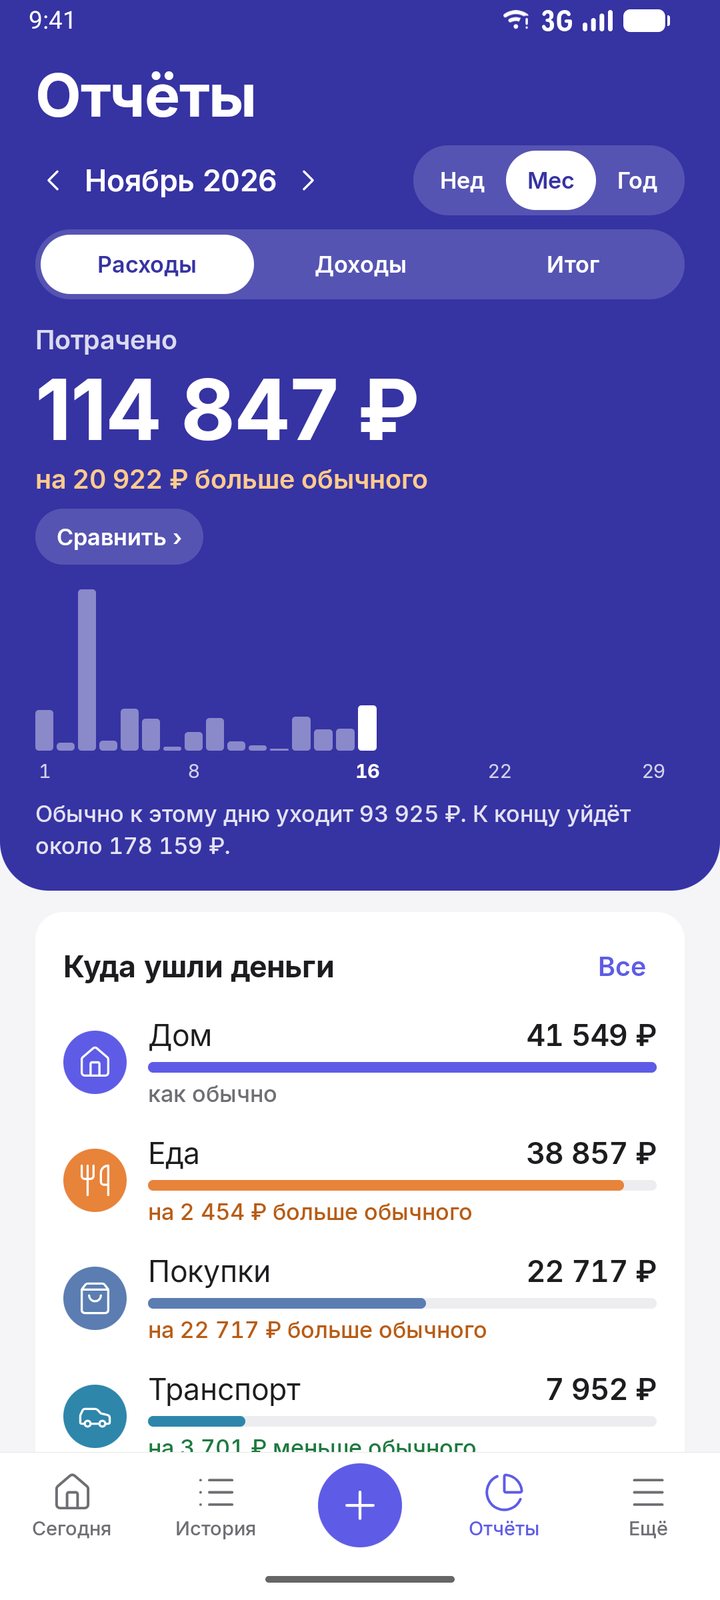 9:41
3G
Отчёты
Ноябрь 2026
Нед Мес Год
Расходы Доходы Итог
Потрачено
114 847 ₽
на 20 922 ₽ больше обычного
Сравнить ›
1 8 16 22 29
Обычно к этому дню уходит 93 925 ₽. К концу уйдёт
около 178 159 ₽.
Куда ушли деньги Все
Дом 41 549 ₽
как обычно
Еда 38 857 ₽
на 2 454 ₽ больше обычного
Покупки 22 717 ₽
на 22 717 ₽ больше обычного
Транспорт 7 952 ₽
на 3 701 ₽ меньше обычного
Сегодня История Отчёты Ещё